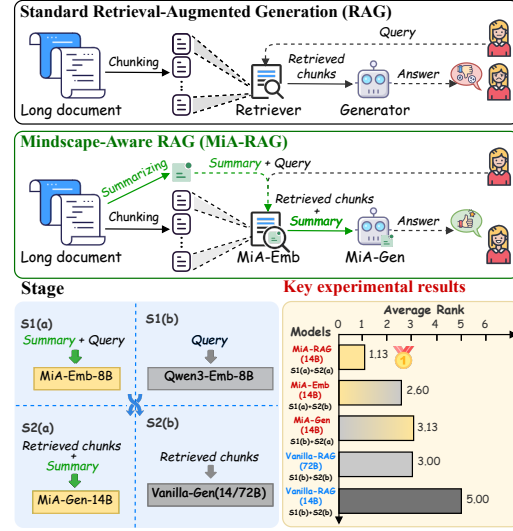 Standard Retrieval-Augmented Generation (RAG)
Query
Chunking
Retrieved chunks
Answer
Long document
Retriever
Generator
Mindscape-Aware RAG (MiA-RAG)
Summarizing
Summary + Query
Chunking
Retrieved chunks
+
Summary
Answer
Long document
MiA-Emb
MiA-Gen
Stage
S1(a)
Summary + Query
MiA-Emb-8B
S1(b)
Query
Qwen3-Emb-8B
S2(a)
Retrieved chunks
+
Summary
MiA-Gen-14B
S2(b)
Retrieved chunks
Vanilla-Gen(14/72B)
Key experimental results
Average Rank
Models
0 1 2 3 4 5 6
MiA-RAG
(14B)
S1(a)+S2(a)
1.13
1
MiA-Emb
(14B)
S1(a)+S2(b)
2.60
MiA-Gen
(14B)
S1(b)+S2(a)
3.13
Vanilla-RAG
(72B)
S1(b)+S2(b)
3.00
Vanilla-RAG
(14B)
S1(b)+S2(b)
5.00